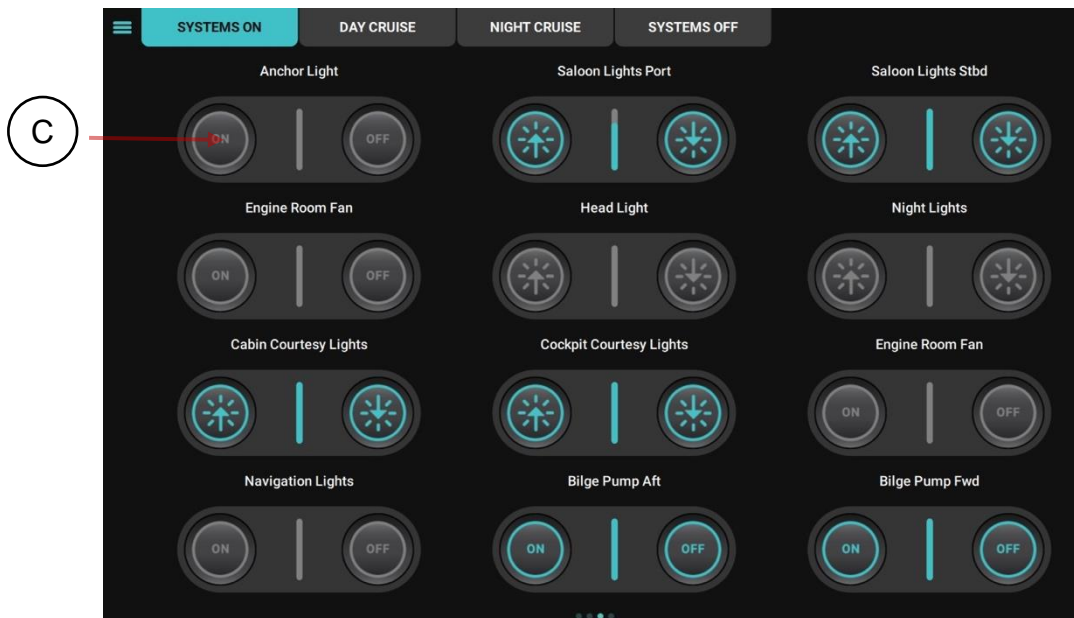 SYSTEMS ON DAY CRUISE NIGHT CRUISE SYSTEMS OFF
Anchor Light Saloon Lights Port Saloon Lights Stbd
C ON OFF
Engine Room Fan Head Light Night Lights
ON OFF
Cabin Courtesy Lights Cockpit Courtesy Lights Engine Room Fan
ON OFF
Navigation Lights Bilge Pump Aft Bilge Pump Fwd
ON OFF ON OFF ON OFF